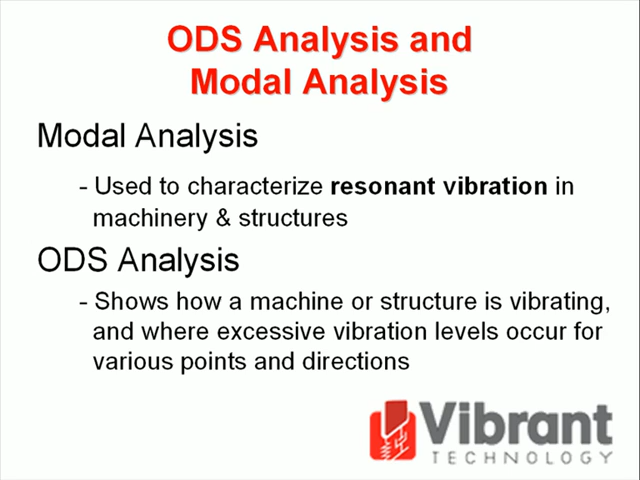 ODS Analysis and
Modal Analysis
Modal Analysis
- Used to characterize resonant vibration in
machinery & structures
ODS Analysis
- Shows how a machine or structure is vibrating,
and where excessive vibration levels occur for
various points and directions
Vibrant
TECHNOLOGY